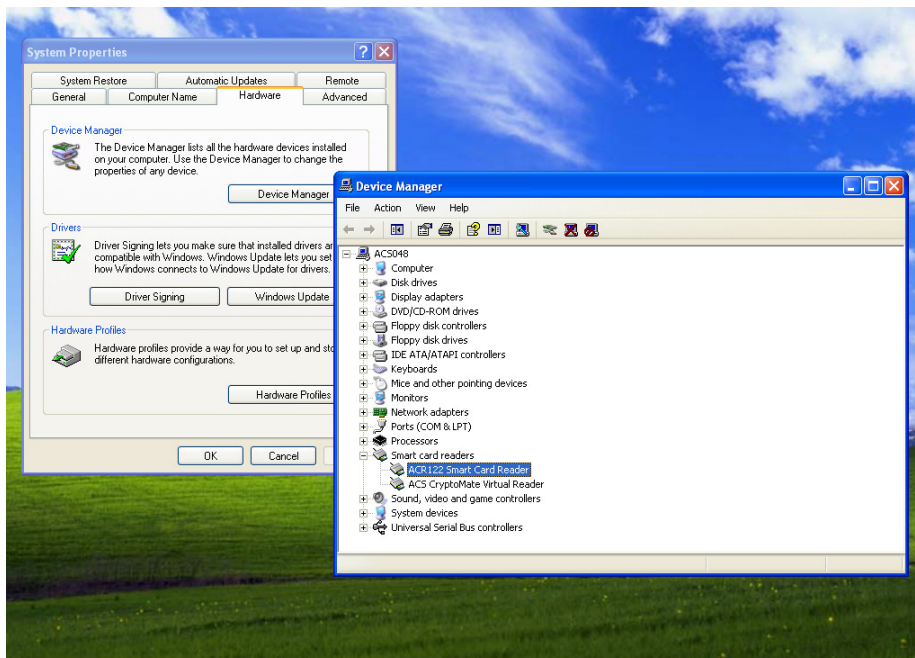 System Properties
System Restore
Automatic Updates
Remote
General
Computer Name
Hardware
Advanced
Device Manager
The Device Manager lists all the hardware devices installed
on your computer. Use the Device Manager to change the
properties of any device.
Device Manager
Drivers
Driver Signing lets you make sure that installed drivers ar
compatible with Windows. Windows Update lets you set
how Windows connects to Windows Update for drivers.
Driver Signing
Windows Update
Hardware Profiles
Hardware profiles provide a way for you to set up and sto
different hardware configurations.
Hardware Profiles
OK
Cancel
Device Manager
File Action View Help
ACS048
Computer
Disk drives
Display adapters
DVD/CD-ROM drives
Floppy disk controllers
Floppy disk drives
IDE ATA/ATAPI controllers
Keyboards
Mice and other pointing devices
Monitors
Network adapters
Ports (COM & LPT)
Processors
Smart card readers
ACR122 Smart Card Reader
ACS CryptoMate Virtual Reader
Sound, video and game controllers
System devices
Universal Serial Bus controllers